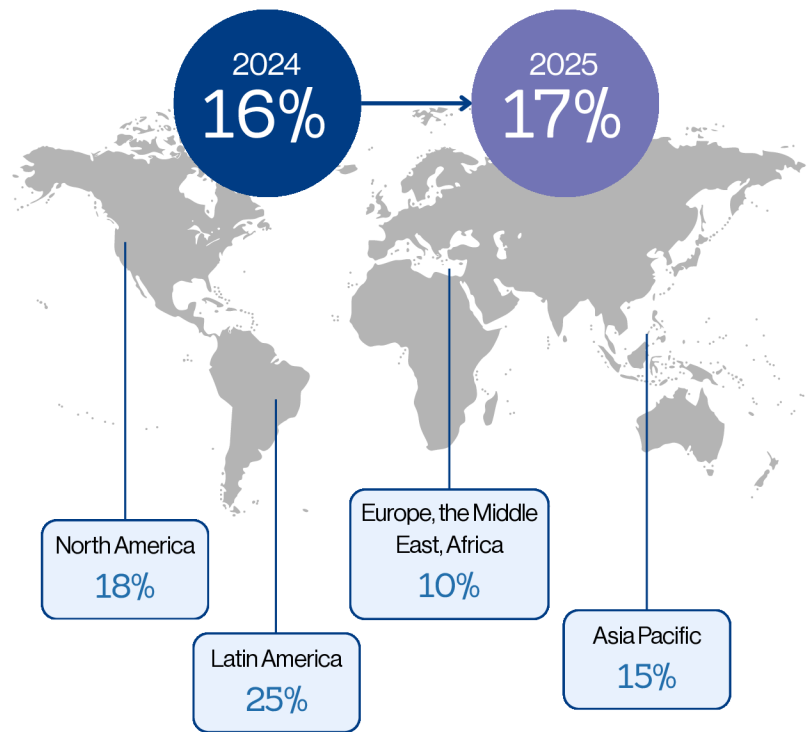 2024
16%
2025
17%
North America
18%
Latin America
25%
Europe, the Middle
East, Africa
10%
Asia Pacific
15%